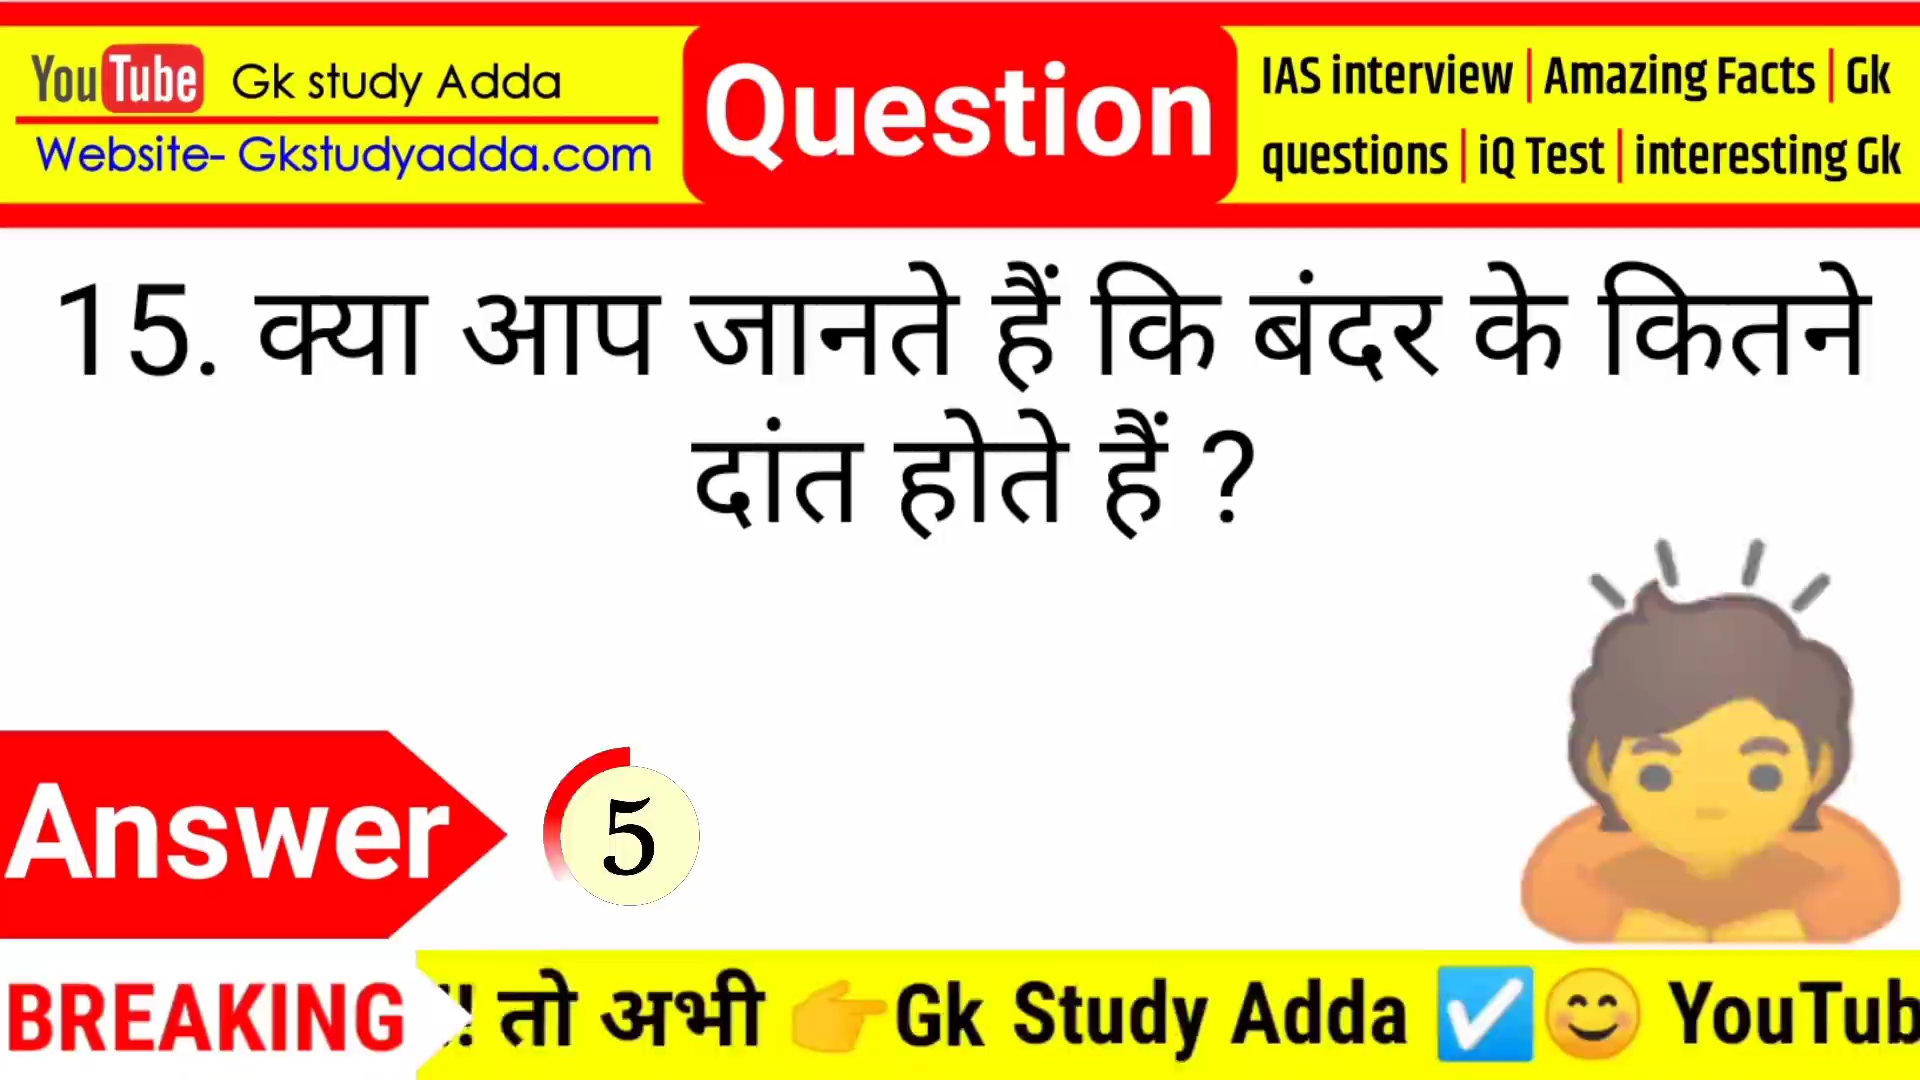 YouTube Gk study Adda
Website- Gkstudyadda.com
Question
IAS interview | Amazing Facts | Gk
questions | iQ Test | interesting Gk
15. क्या आप जानते हैं कि बंदर के कितने
दांत होते हैं ?
Answer
5
BREAKING
!! तो अभी 👉Gk Study Adda ✅😊 YouTub